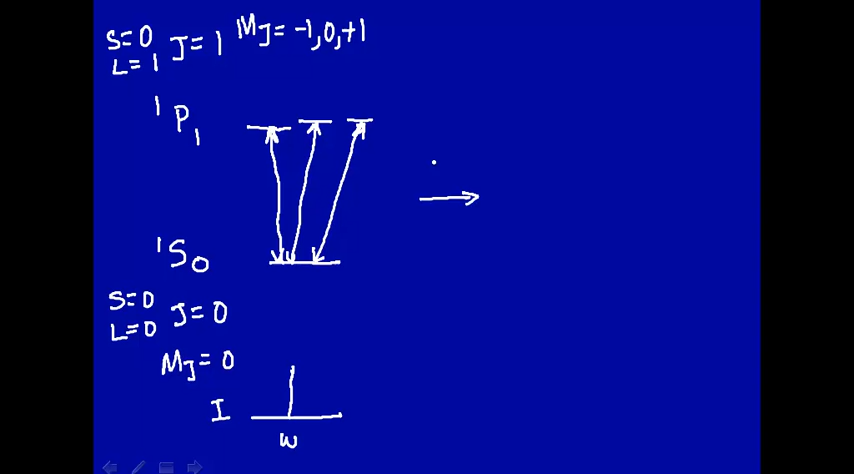 S=0 J=1 MJ=-1,0,+1
L=1
¹P₁
¹S₀
S=0 J=0
L=0
MJ=0
I
w